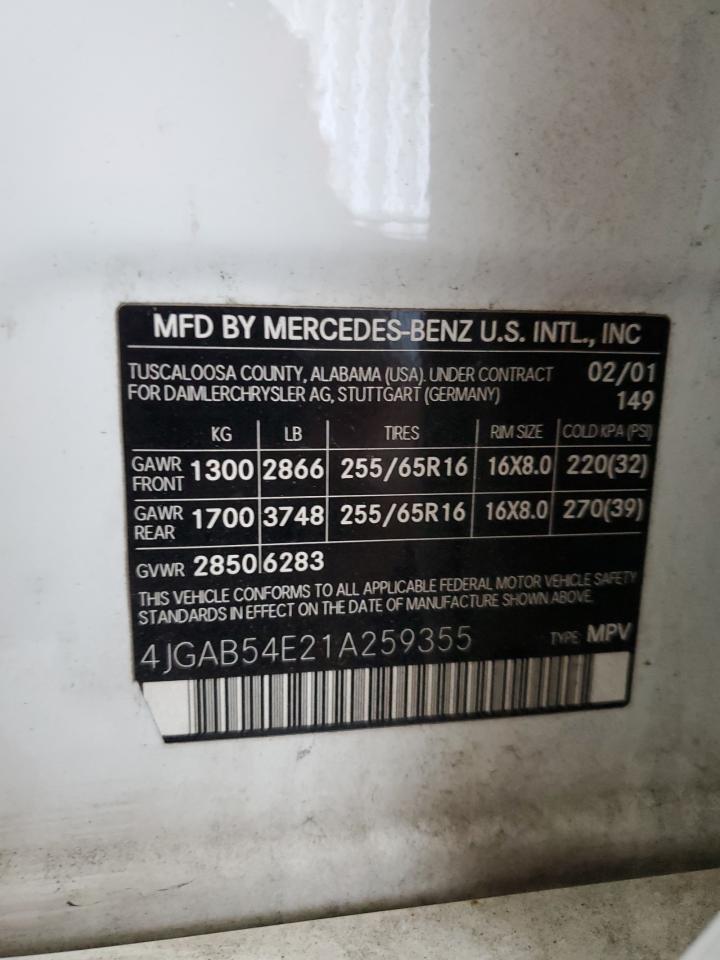 MFD BY MERCEDES-BENZ U.S. INTL., INC
TUSCALOOSA COUNTY, ALABAMA (USA). UNDER CONTRACT 02/01
FOR DAIMLERCHRYSLER AG, STUTTGART (GERMANY) 149
KG LB TIRES RIM SIZE COLD KPA (PSI)
GAWR FRONT 1300 2866 255/65R16 16X8.0 220(32)
GAWR REAR 1700 3748 255/65R16 16X8.0 270(39)
GVWR 2850 6283
THIS VEHICLE CONFORMS TO ALL APPLICABLE FEDERAL MOTOR VEHICLE SAFETY
STANDARDS IN EFFECT ON THE DATE OF MANUFACTURE SHOWN ABOVE.
4JGAB54E21A259355 TYPE: MPV